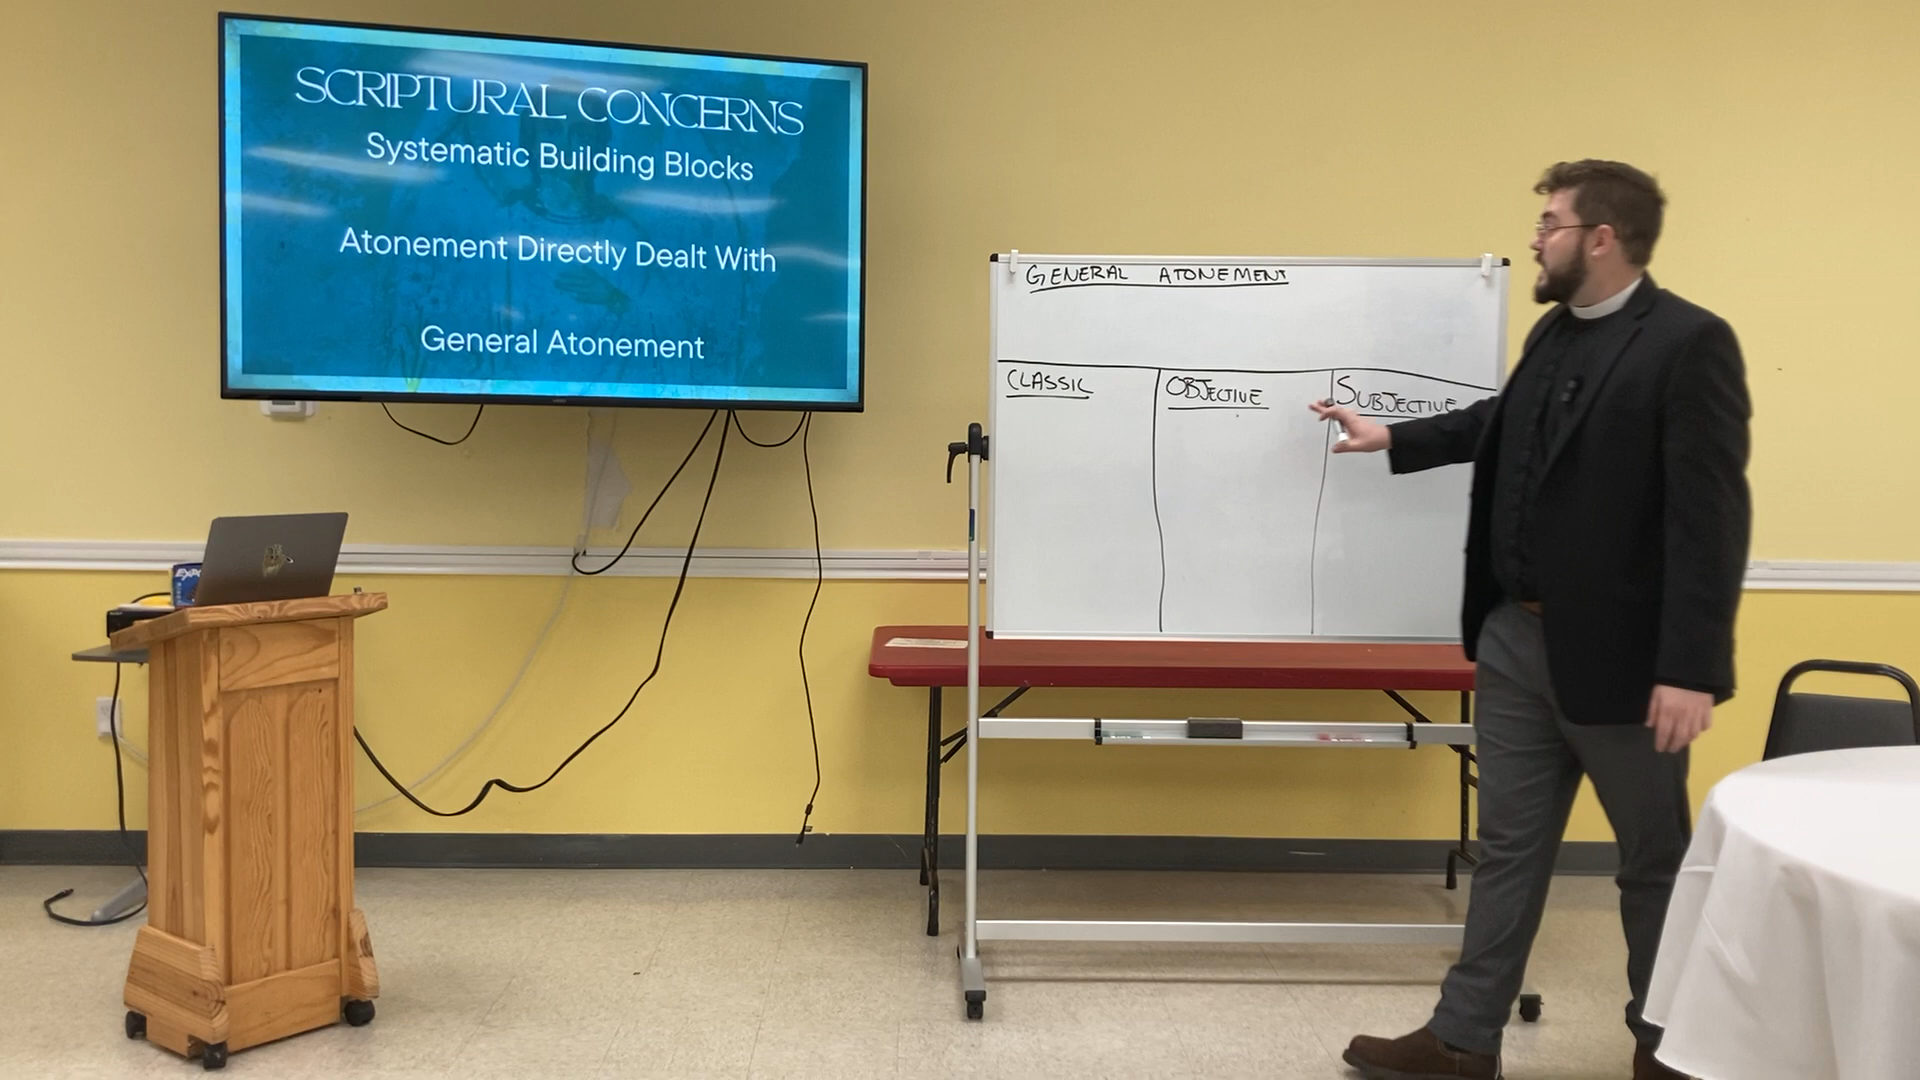 SCRIPTURAL CONCERNS
Systematic Building Blocks
Atonement Directly Dealt With
General Atonement
GENERAL ATONEMENT
CLASSIC
OBJECTIVE
SUBJECTIVE